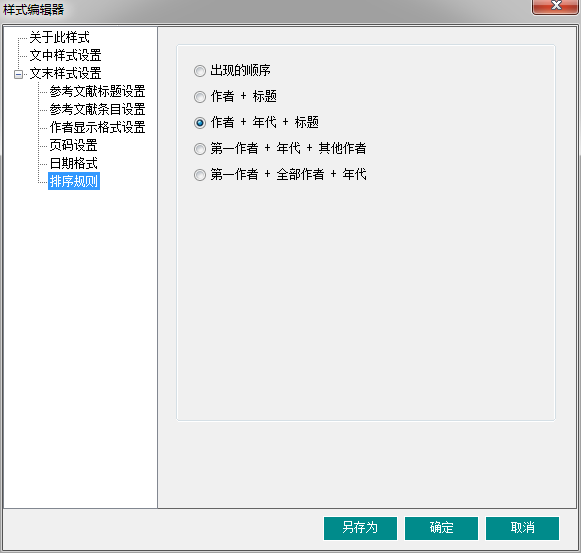 样式编辑器
关于此样式
文中样式设置
文末样式设置
参考文献标题设置
参考文献条目设置
作者显示格式设置
页码设置
日期格式
排序规则
出现的顺序
作者 + 标题
作者 + 年代 + 标题
第一作者 + 年代 + 其他作者
第一作者 + 全部作者 + 年代
另存为
确定
取消